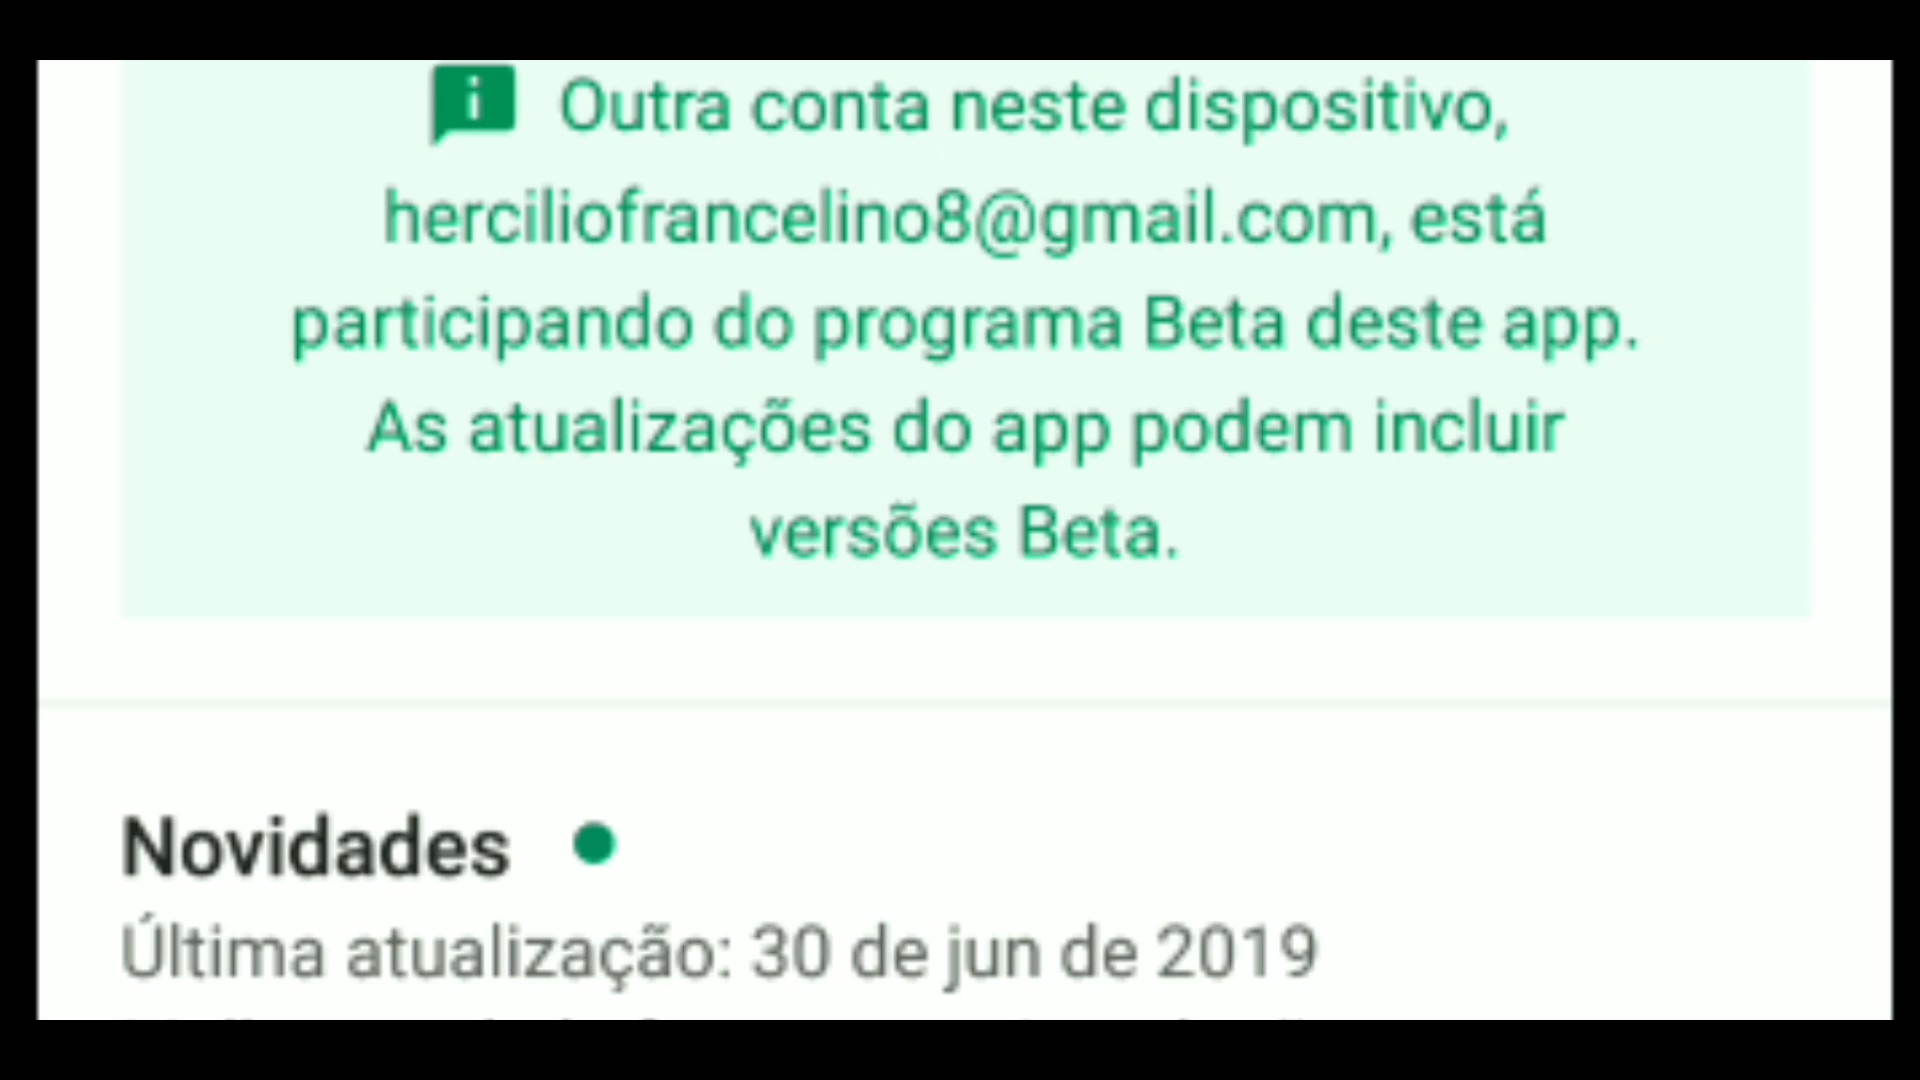 Outra conta neste dispositivo,
herciliofrancelino8@gmail.com, está
participando do programa Beta deste app.
As atualizações do app podem incluir
versões Beta.
Novidades
Última atualização: 30 de jun de 2019